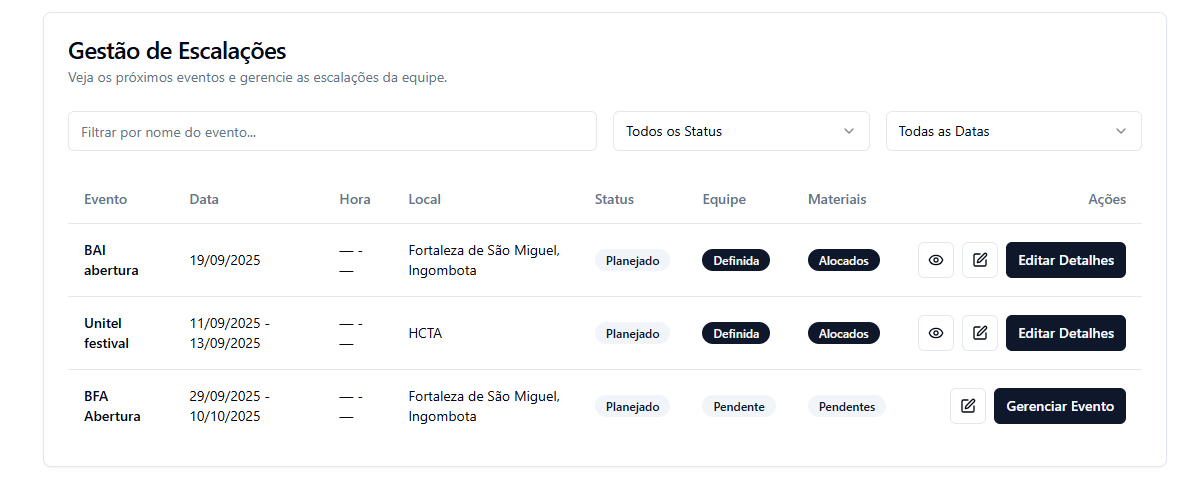 Gestão de Escalações
Veja os próximos eventos e gerencie as escalações da equipe.
Filtrar por nome do evento...
Todos os Status
Todas as Datas
Evento Data Hora Local Status Equipe Materiais Ações
BAI abertura
19/09/2025
— - —
Fortaleza de São Miguel,
Ingombota
Planejado
Definida
Alocados
Editar Detalhes
Unitel festival
11/09/2025 -
13/09/2025
— - —
HCTA
Planejado
Definida
Alocados
Editar Detalhes
BFA Abertura
29/09/2025 -
10/10/2025
— - —
Fortaleza de São Miguel,
Ingombota
Planejado
Pendente
Pendentes
Gerenciar Evento